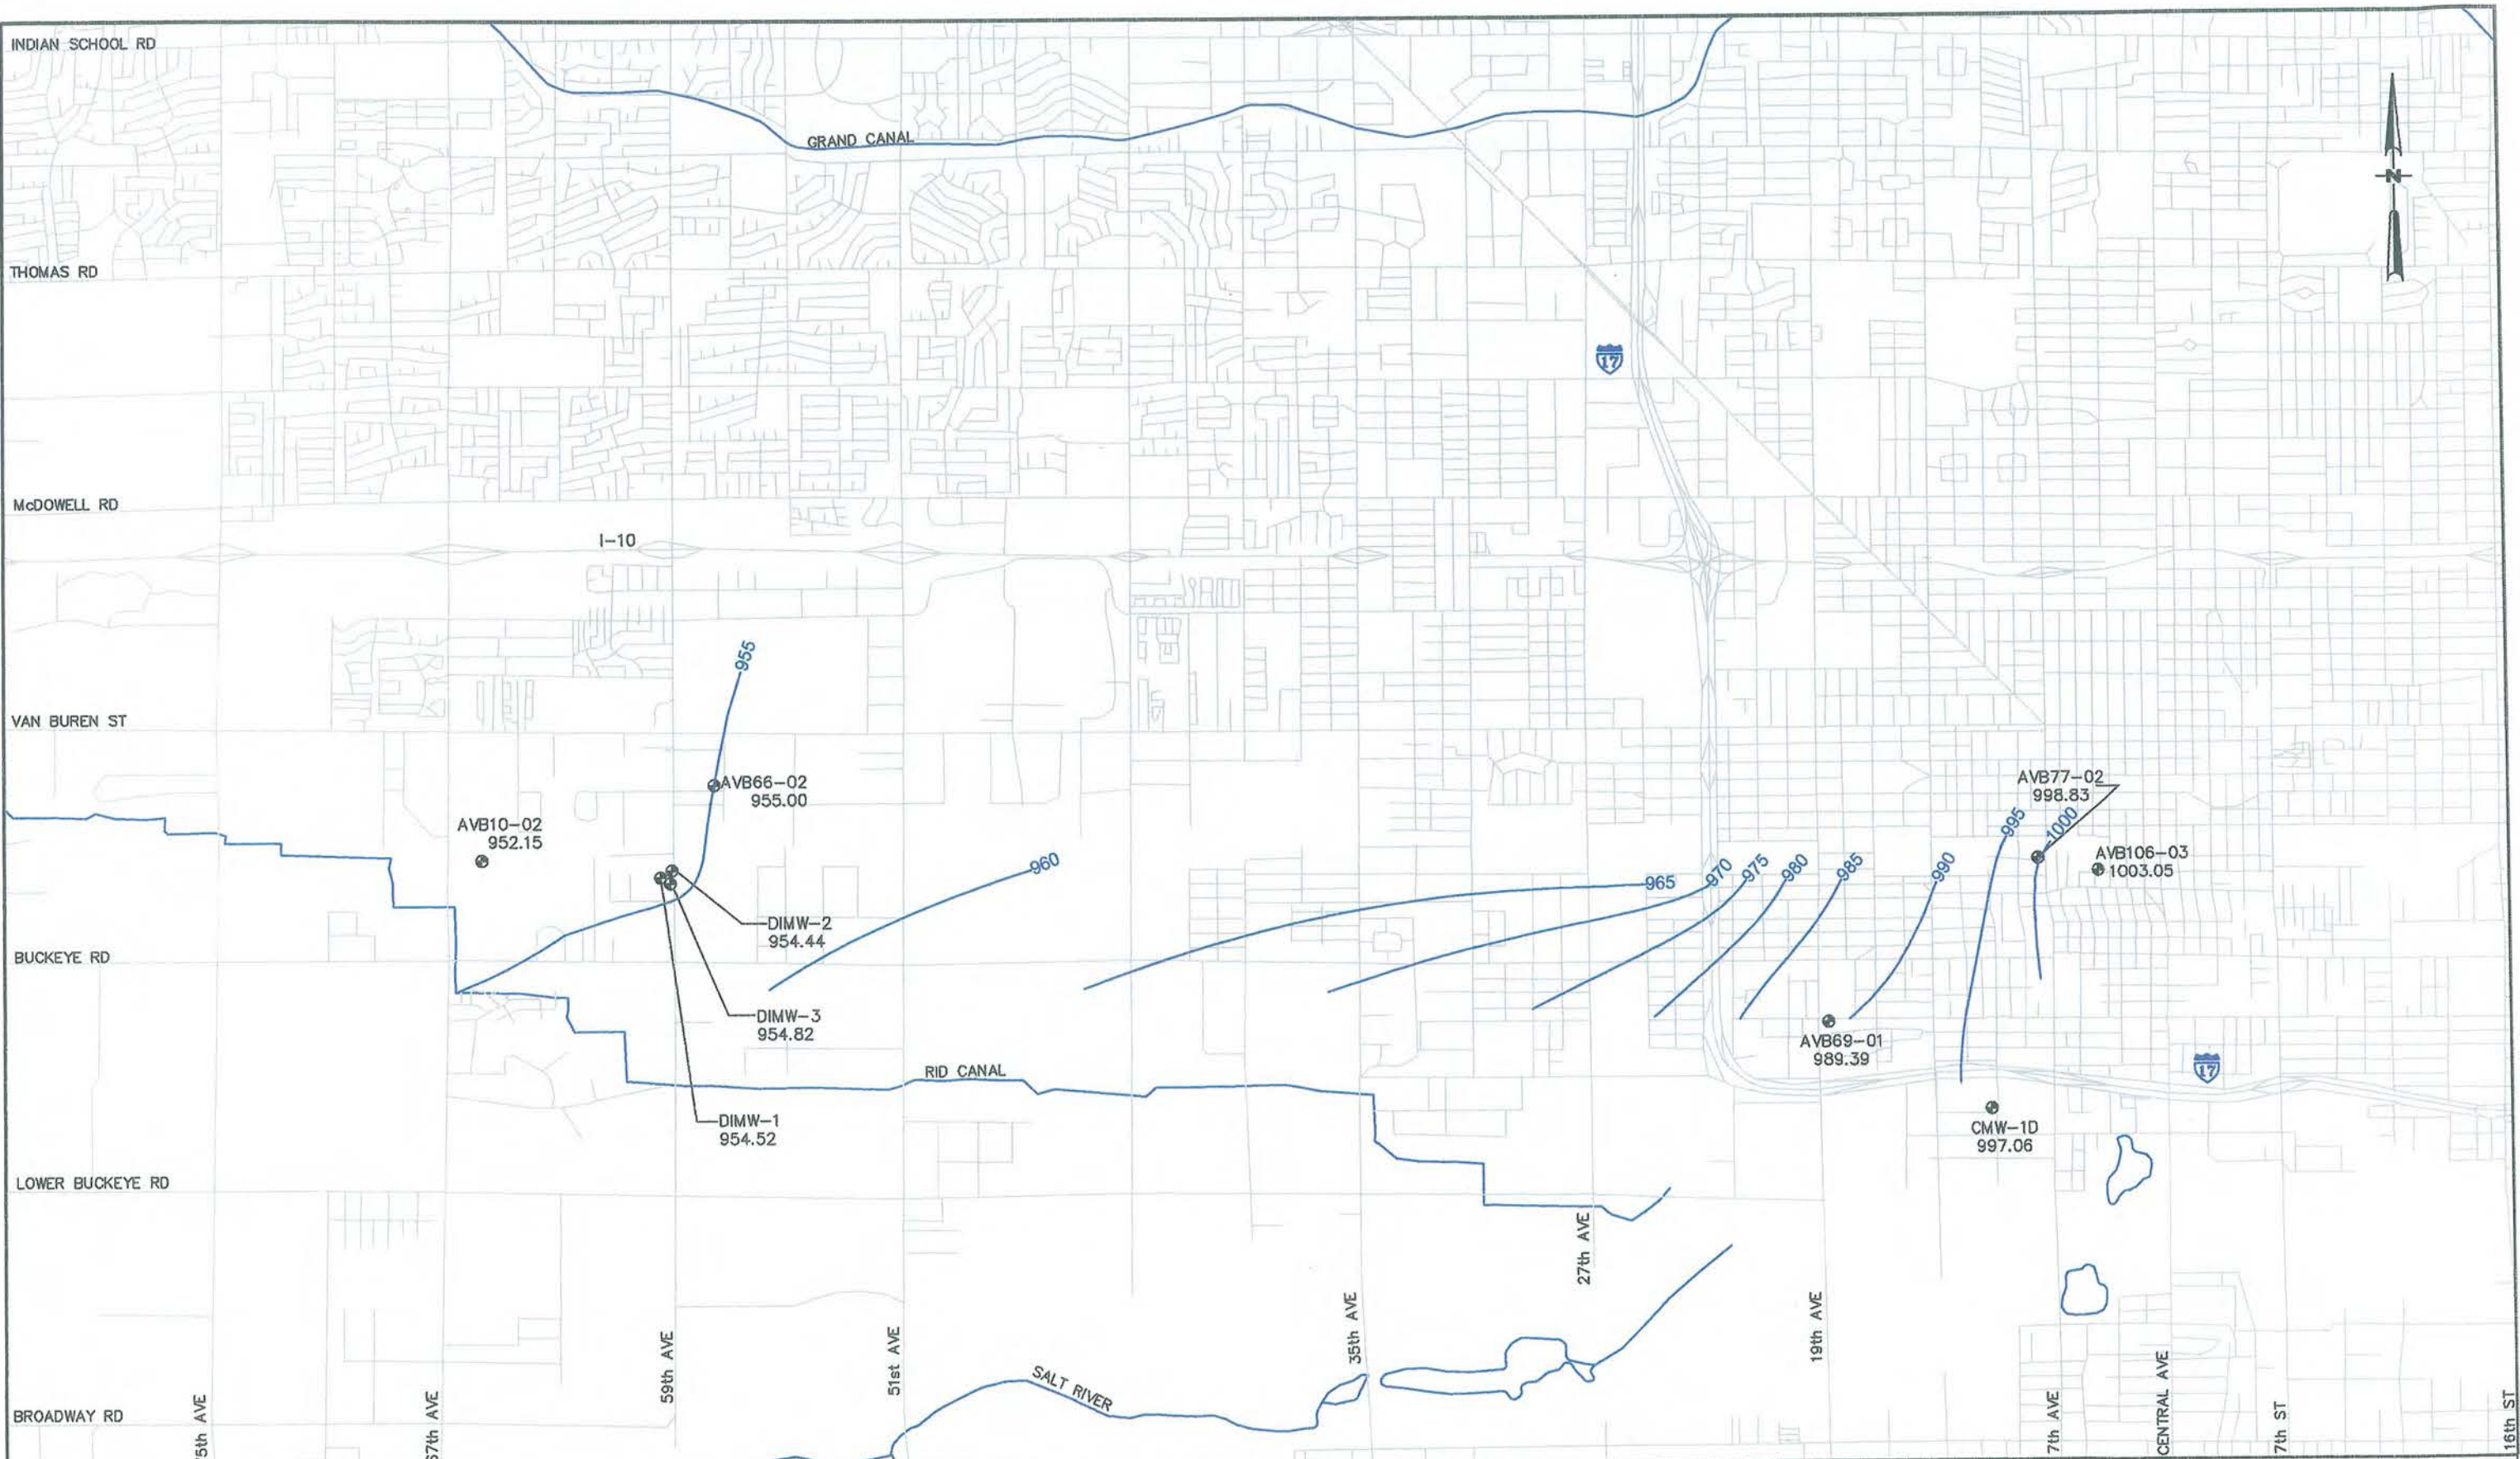 INDIAN SCHOOL RD
GRAND CANAL
N
THOMAS RD
17
McDOWELL RD
I-10
955
VAN BUREN ST
AVB66-02
955.00
AVB77-02
998.83
AVB10-02
952.15
995
1000
AVB106-03
1003.05
960
965
970
975
980
985
990
DIMW-2
954.44
BUCKEYE RD
DIMW-3
954.82
AVB69-01
989.39
RID CANAL
17
DIMW-1
954.52
CMW-1D
997.06
LOWER BUCKEYE RD
27th AVE
35th AVE
19th AVE
59th AVE
51st AVE
SALT RIVER
CENTRAL AVE
BROADWAY RD
5th AVE
67th AVE
7th AVE
7th ST
16th ST